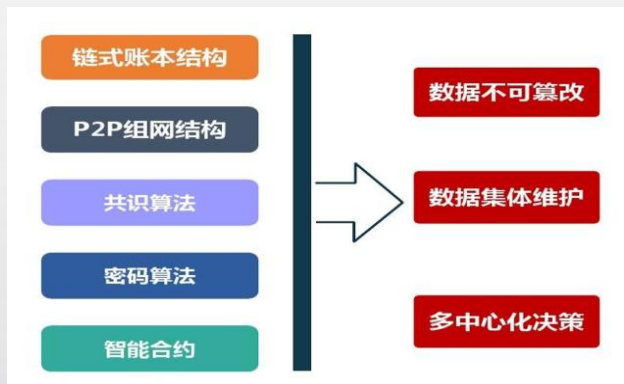 链式账本结构
P2P组网结构
共识算法
密码算法
智能合约
数据不可篡改
数据集体维护
多中心化决策